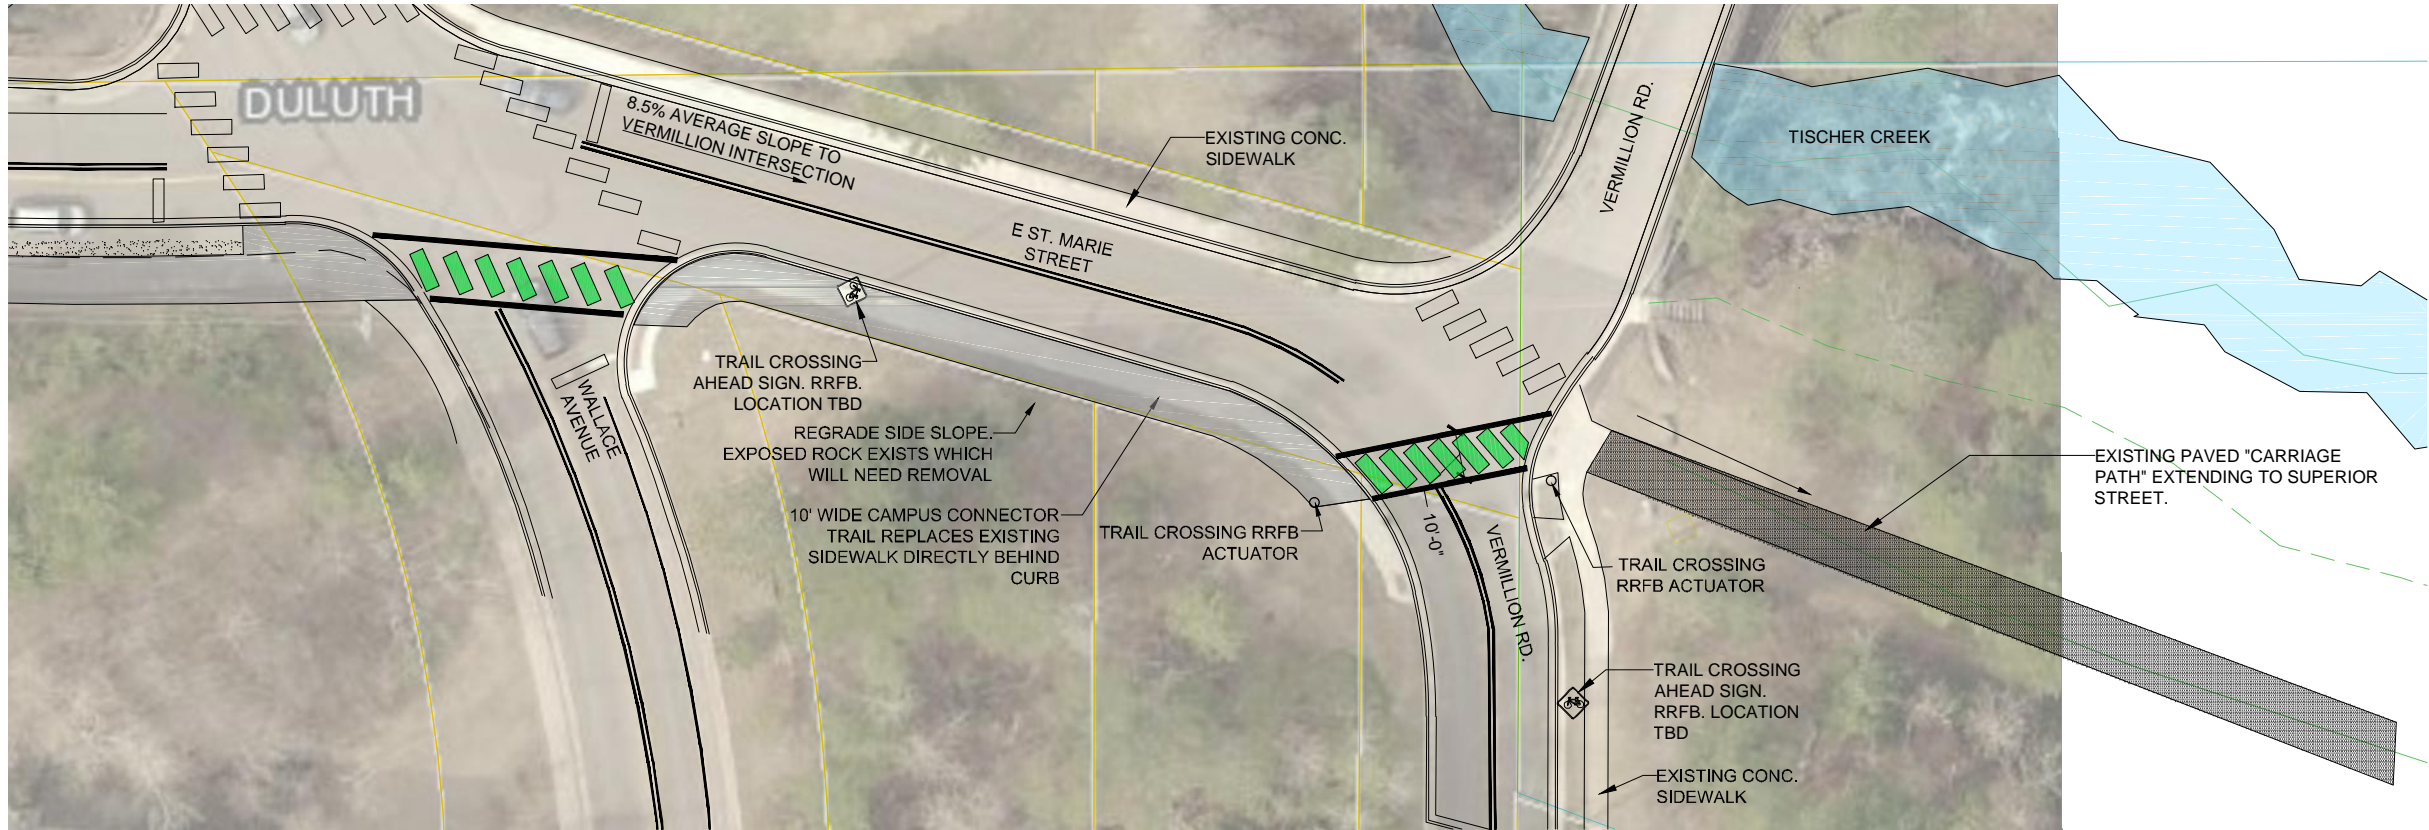 DULUTH
8.5% AVERAGE SLOPE TO
VERMILLION INTERSECTION
EXISTING CONC.
SIDEWALK
VERMILLION RD.
TISCHER CREEK
E ST. MARIE
STREET
TRAIL CROSSING
AHEAD SIGN. RRFB.
LOCATION TBD
WALLACE
AVENUE
REGRADE SIDE SLOPE.
EXPOSED ROCK EXISTS WHICH
WILL NEED REMOVAL
10' WIDE CAMPUS CONNECTOR
TRAIL REPLACES EXISTING
SIDEWALK DIRECTLY BEHIND
CURB
TRAIL CROSSING RRFB
ACTUATOR
10'-0"
VERMILLION RD.
TRAIL CROSSING
RRFB ACTUATOR
EXISTING PAVED "CARRIAGE
PATH" EXTENDING TO SUPERIOR
STREET.
TRAIL CROSSING
AHEAD SIGN.
RRFB. LOCATION
TBD
EXISTING CONC.
SIDEWALK